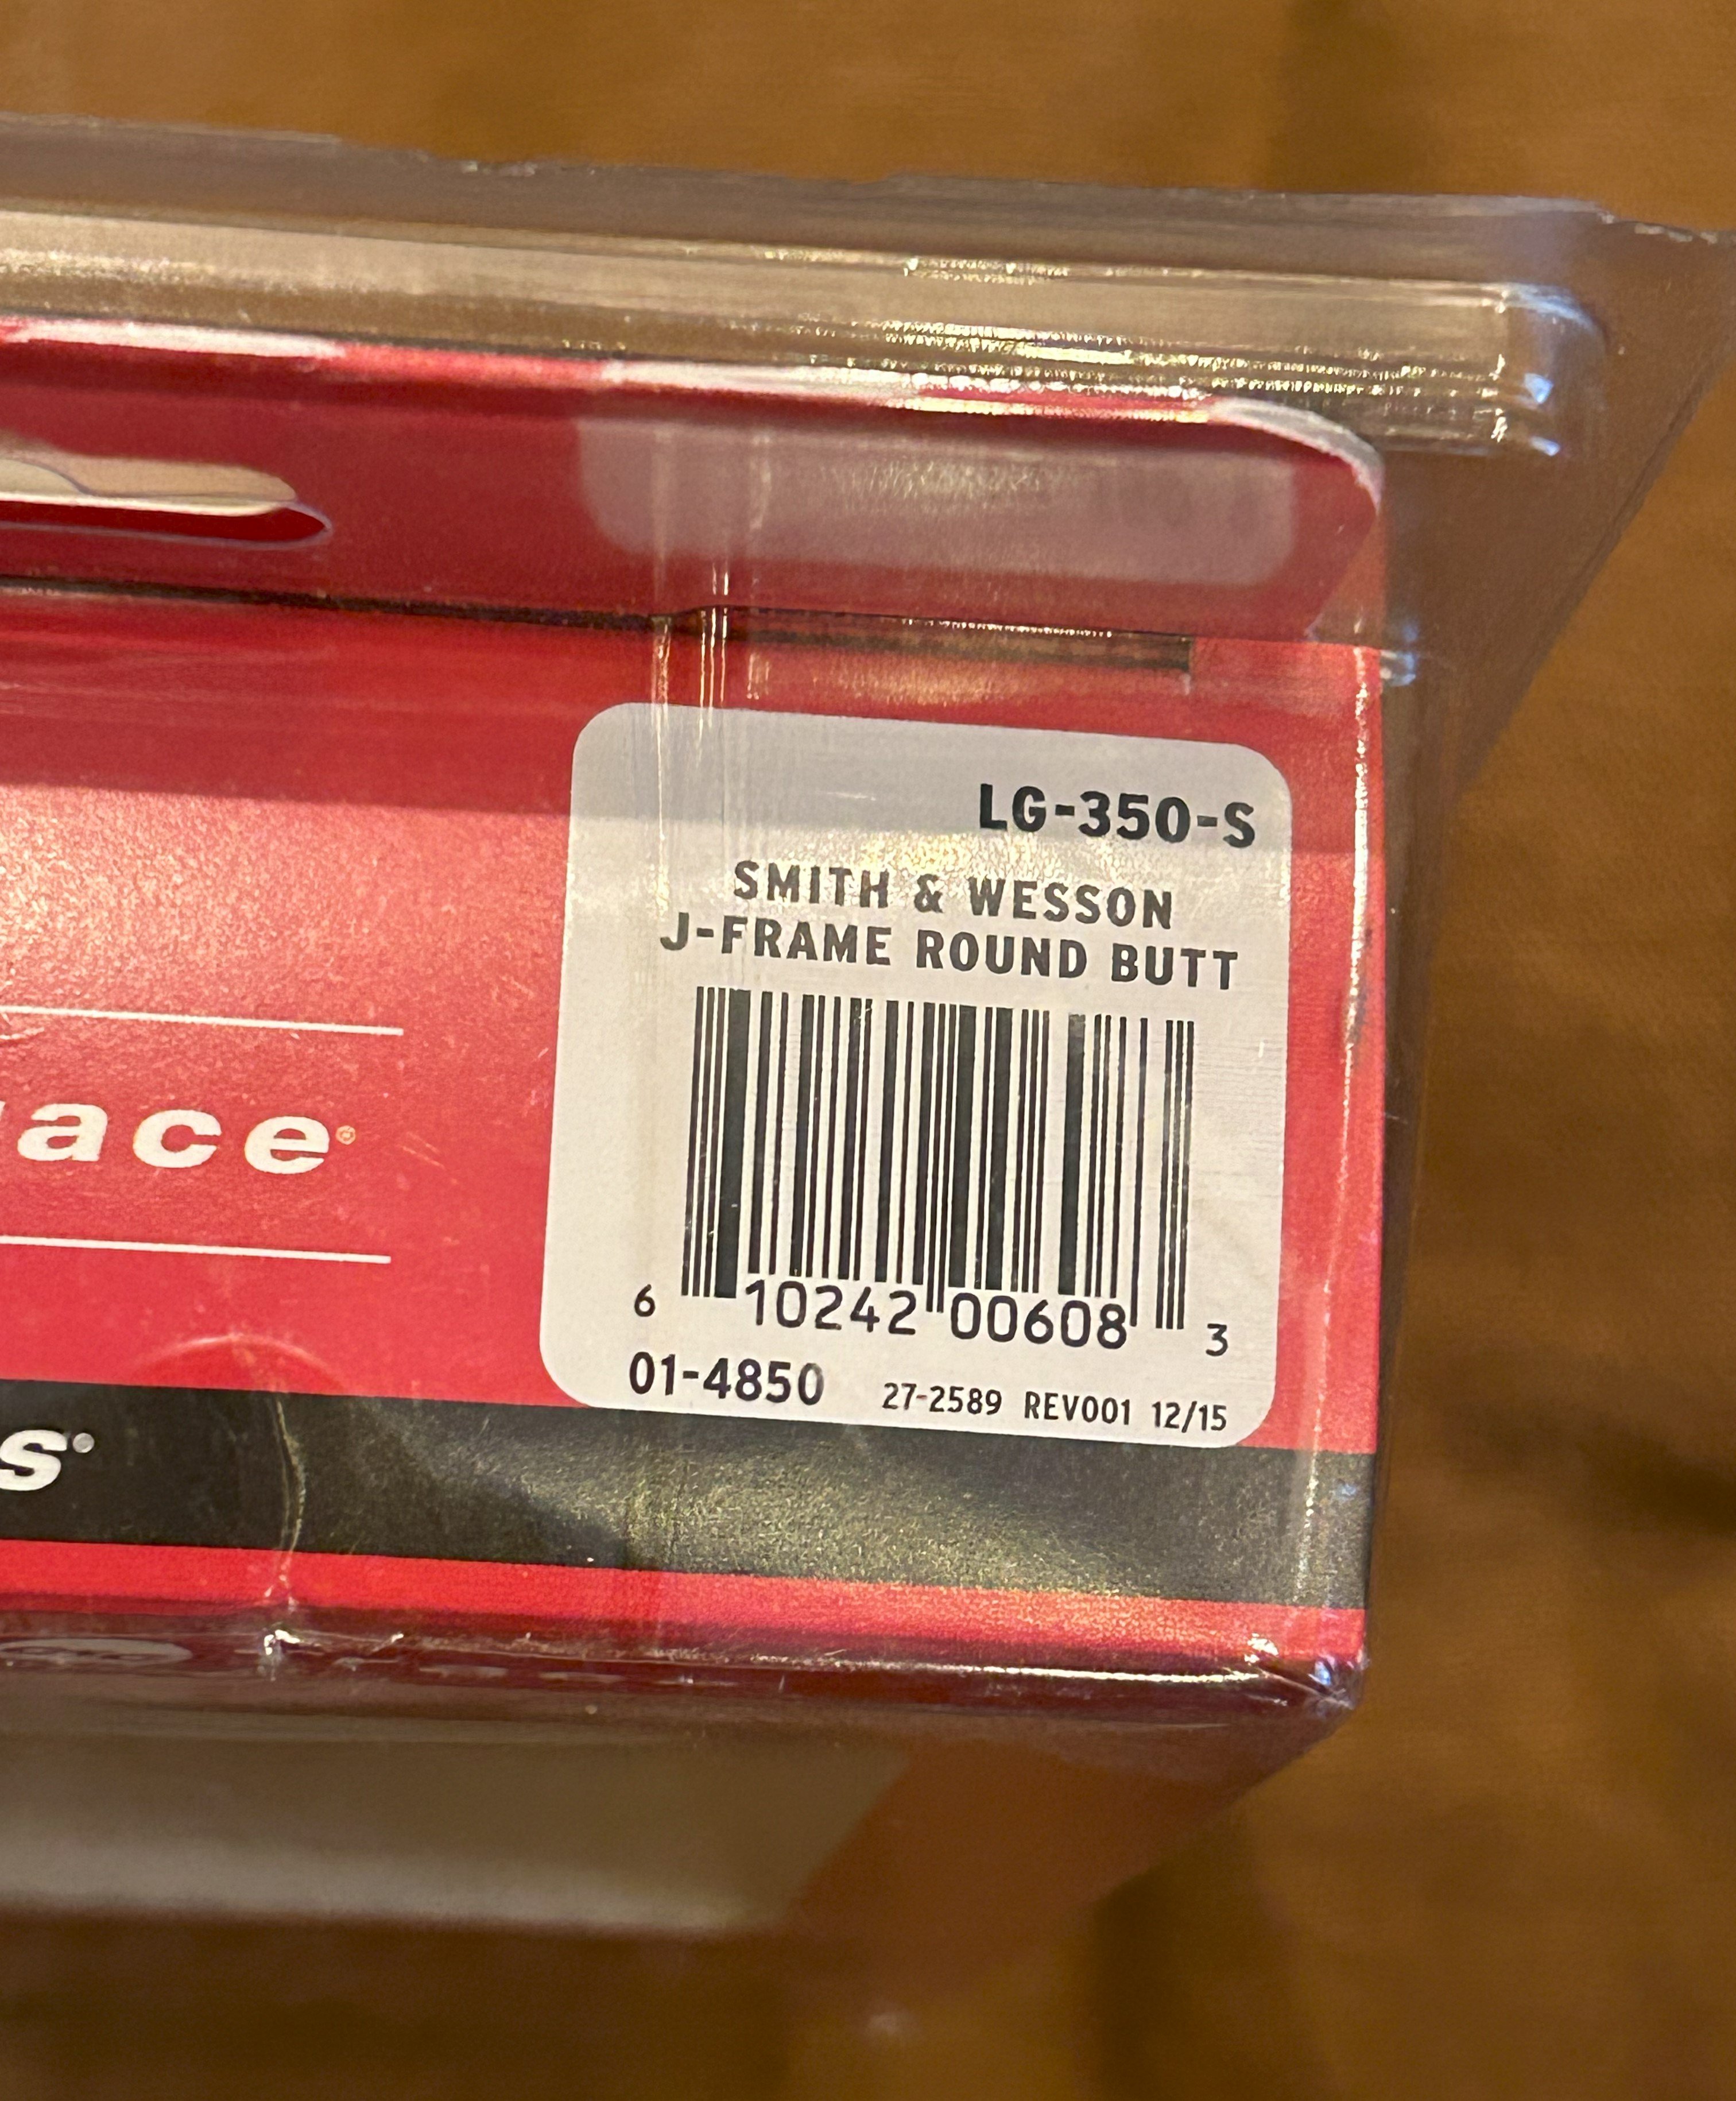 LG-350-S
SMITH & WESSON
J-FRAME ROUND BUTT
ace®
6 10242 00608 3
01-4850 27-2589 REV001 12/15
s®